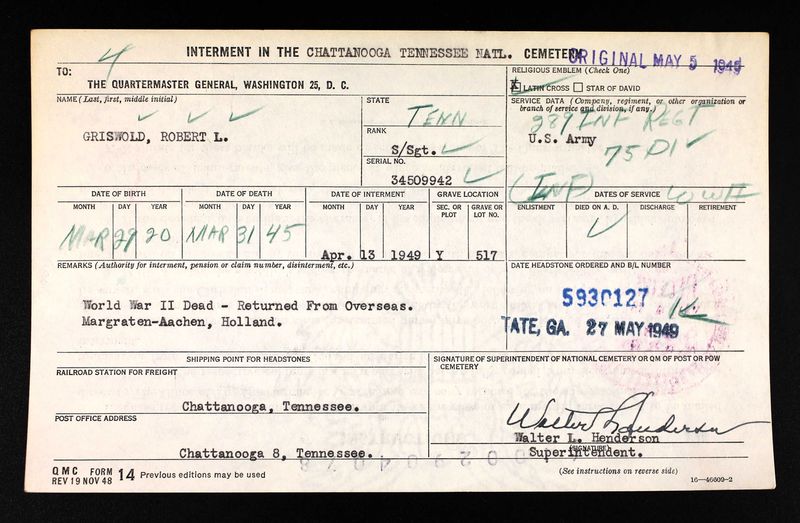 4
INTERMENT IN THE CHATTANOOGA TENNESSEE NATL. CEMETERY
ORIGINAL MAY 5 1949
TO:
THE QUARTERMASTER GENERAL, WASHINGTON 25, D. C.
RELIGIOUS EMBLEM (Check One)
X LATIN CROSS STAR OF DAVID
NAME (Last, first, middle initial)
GRISWOLD, ROBERT L.
STATE
TENN
RANK
S/Sgt.
SERIAL NO.
34509942
SERVICE DATA (Company, regiment, or other organization or branch of service and division, if any.)
289 INF REGT
U.S. Army
75 DI
(INF)
DATE OF BIRTH
MONTH DAY YEAR
MAR 29 20
DATE OF DEATH
MONTH DAY YEAR
MAR 31 45
DATE OF INTERMENT
MONTH DAY YEAR
Apr. 13 1949
GRAVE LOCATION
SEC. OR PLOT
GRAVE OR LOT NO.
Y 517
DATES OF SERVICE
ENLISTMENT DIED ON A. D. DISCHARGE RETIREMENT
REMARKS (Authority for interment, pension or claim number, disinterment, etc.)
World War II Dead - Returned From Overseas.
Margraten-Aachen, Holland.
DATE HEADSTONE ORDERED AND B/L NUMBER
5930127
TATE, GA. 27 MAY 1949
SHIPPING POINT FOR HEADSTONES
RAILROAD STATION FOR FREIGHT
Chattanooga, Tennessee.
POST OFFICE ADDRESS
Chattanooga 8, Tennessee.
SIGNATURE OF SUPERINTENDENT OF NATIONAL CEMETERY OR QM OF POST OR POW CEMETERY
Walter L. Henderson
Walter L. Henderson
(SIGNATURE)
Superintendent.
QMC FORM 14 Previous editions may be used
REV 19 NOV 48
(See instructions on reverse side)
16—46609-2